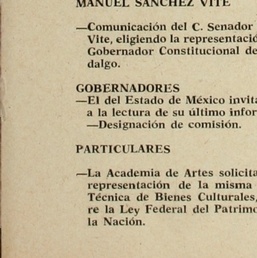 MANUEL SANCHEZ VITE
—Comunicación del C. Senador
Vite, eligiendo la representaci
Gobernador Constitucional de
dalgo.
GOBERNADORES
—El del Estado de México invit
a la lectura de su último infor
—Designación de comisión.
PARTICULARES
—La Academia de Artes solicita
representación de la misma
Técnica de Bienes Culturales,
re la Ley Federal del Patrimo
la Nación.